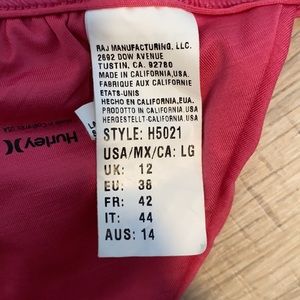 RAJ MANUFACTURING, LLC.
2692 DOW AVENUE
TUSTIN, CA. 92780
MADE IN CALIFORNIA,USA
FABRIQUE AUX CALIFORNIE
ETATS-UNIS
HECHO EN CALIFORNIA,EUA.
PRODOTTO IN CALIFORNIA,USA
HERGESTELLT-CALIFORNIA,USA
STYLE: H5021
USA/MX/CA: LG
UK: 12
EU: 38
FR: 42
IT: 44
AUS: 14
Hurley